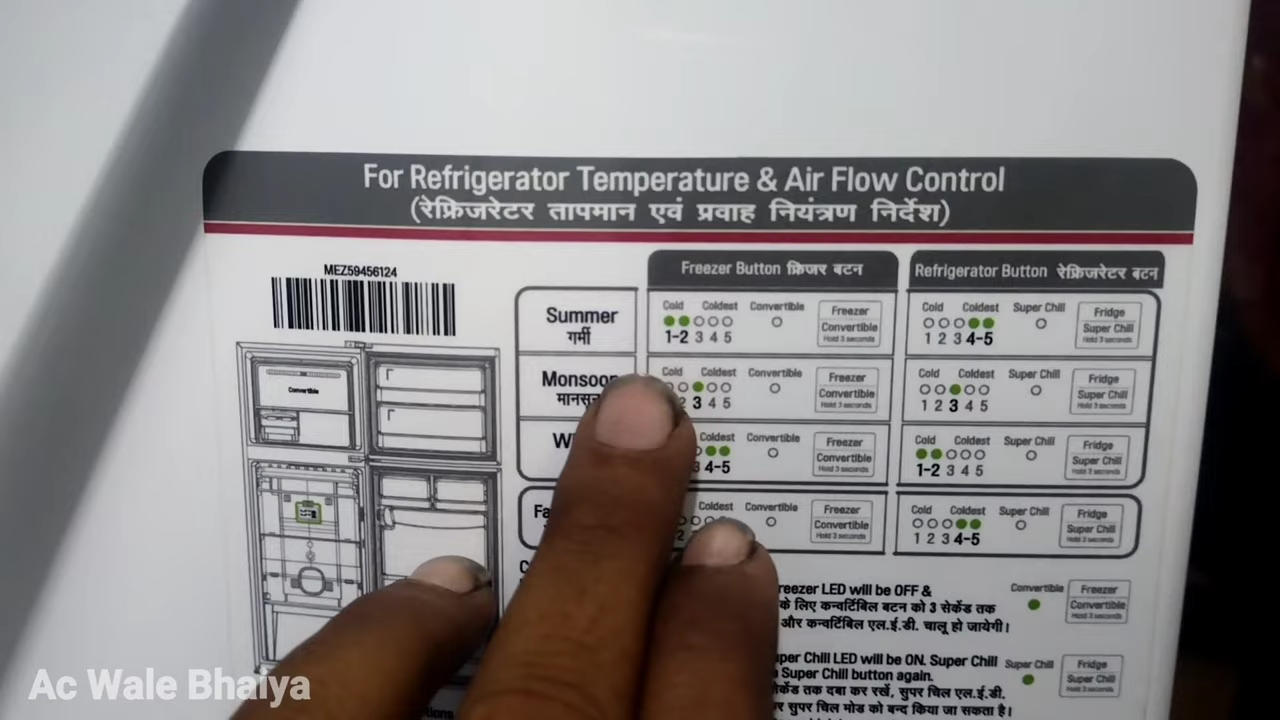 For Refrigerator Temperature & Air Flow Control
(रेफ्रिजरेटर तापमान एवं प्रवाह नियंत्रण निर्देश)
MEZ59456124
Freezer Button फ्रिजर बटन
Refrigerator Button रेफ्रिजरेटर बटन
Summer
गर्मी
Cold Coldest Convertible
1-2 3 4 5
Freezer
Convertible
Hold 3 seconds
Cold Coldest Super Chill
1 2 3 4-5
Fridge
Super Chill
Hold 3 seconds
Monsoon
Cold Coldest Convertible
2 3 4 5
Freezer
Convertible
Hold 3 seconds
Cold Coldest Super Chill
1 2 3 4 5
Fridge
Super Chill
Hold 3 seconds
Coldest Convertible
3 4-5
Freezer
Convertible
Hold 3 seconds
Cold Coldest Super Chill
1-2 3 4 5
Fridge
Super Chill
Hold 3 seconds
Coldest Convertible
Freezer
Convertible
Hold 3 seconds
Cold Coldest Super Chill
1 2 3 4-5
Fridge
Super Chill
Hold 3 seconds
Convertible
LED will be OFF &
के लिए कन्वर्टिबिल बटन को 3 सेकेंड तक
और कन्वर्टिबिल एल.ई.डी. चालू हो जायेगी।
Convertible
Freezer
Convertible
Hold 3 seconds
Chill LED will be ON. Super Chill
Super Chill button again.
तक दबा कर रखें, सुपर चिल एल.ई.डी.
सुपर चिल मोड को बन्द किया जा सकता है।
Super Chill
Fridge
Super Chill
Hold 3 seconds
Ac Wale Bhaiya